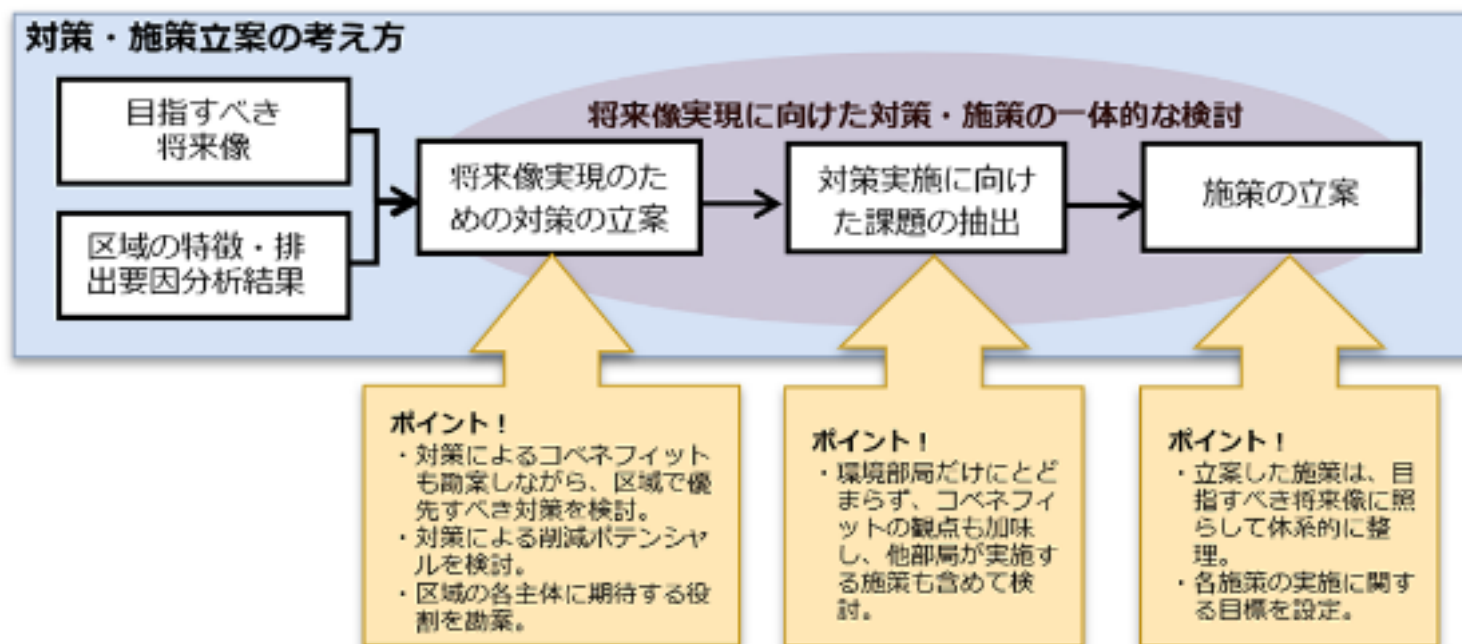 対策・施策立案の考え方
目指すべき
将来像
区域の特徴・排
出要因分析結果
将来像実現に向けた対策・施策の一体的な検討
将来像実現のた
めの対策の立案
対策実施に向け
た課題の抽出
施策の立案
ポイント!
・対策によるコベネフィット
も勘案しながら、区域で優
先すべき対策を検討。
・対策による削減ポテンシャ
ルを検討。
・区域の各主体に期待する役
割を勘案。
ポイント!
・環境部局だけにとど
まらず、コベネフィ
ットの観点も加味
し、他部局が実施す
る施策も含めて検
討。
ポイント!
・立案した施策は、目
指すべき将来像に照
らして体系的に整
理。
・各施策の実施に関す
る目標を設定。